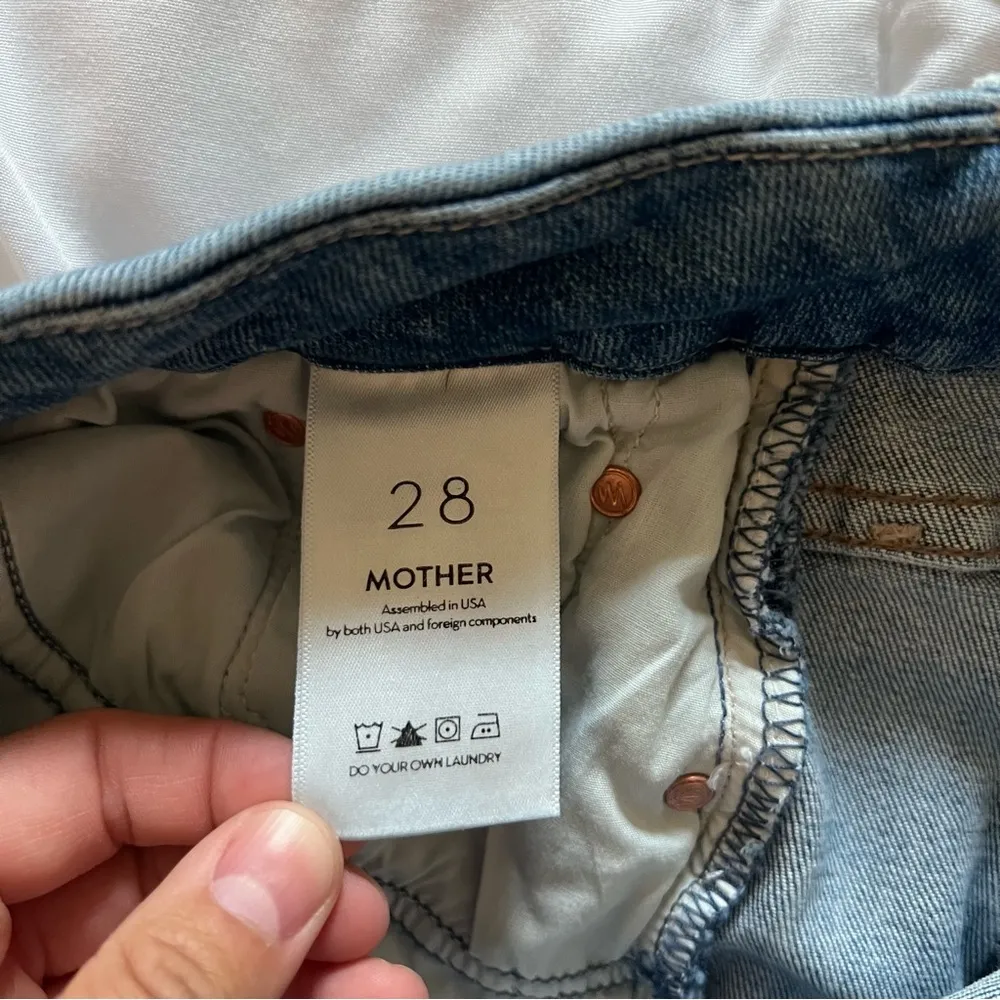 28
MOTHER
Assembled in USA
by both USA and foreign components
DO YOUR OWN LAUNDRY
M